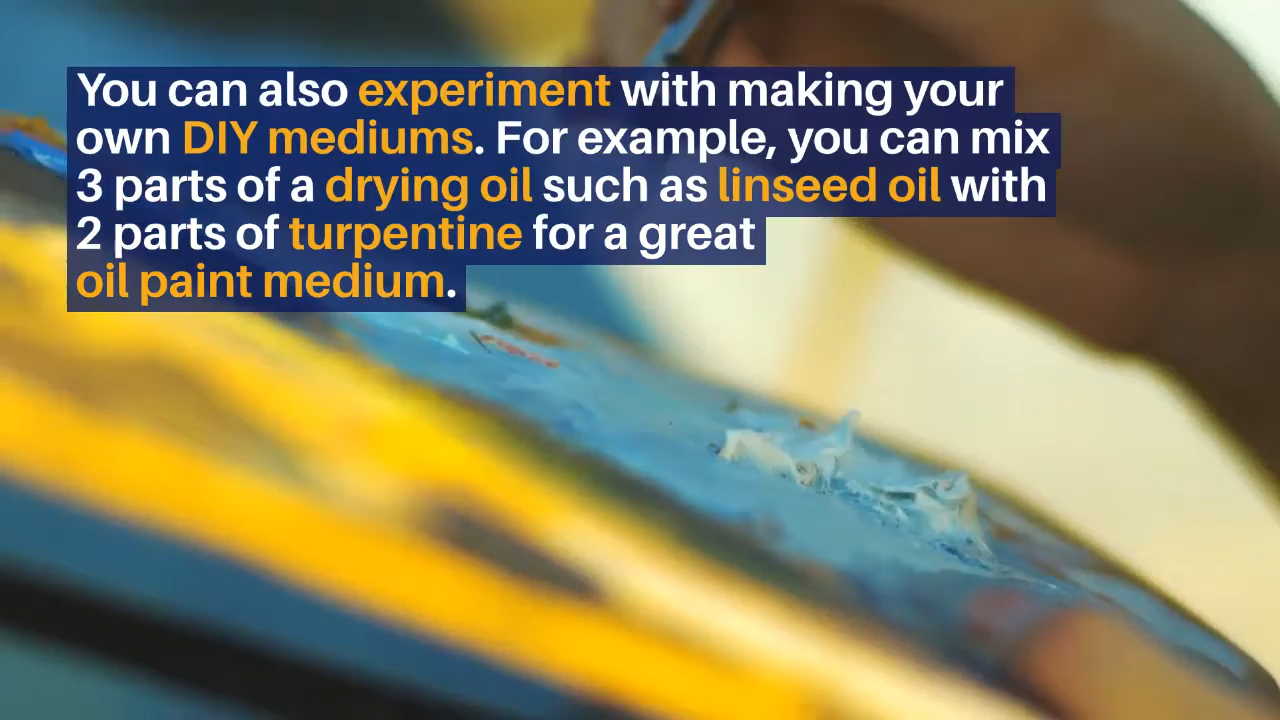 You can also experiment with making your
own DIY mediums. For example, you can mix
3 parts of a drying oil such as linseed oil with
2 parts of turpentine for a great
oil paint medium.